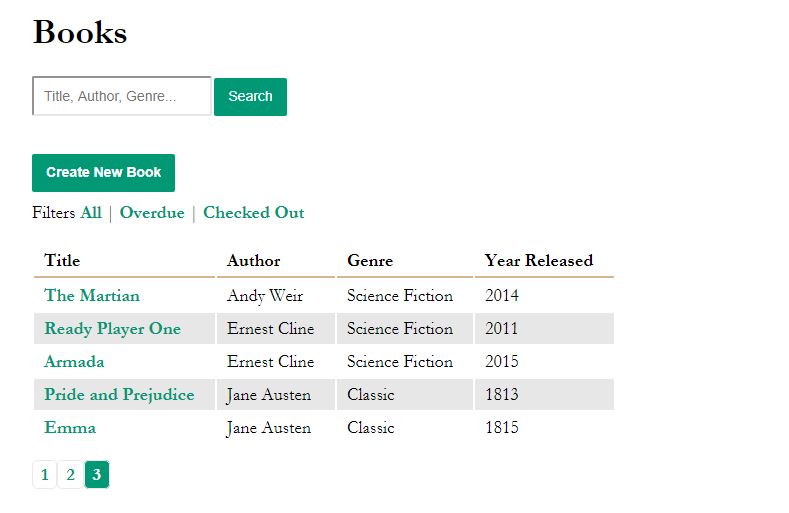 Books
Title, Author, Genre... Search
Create New Book
Filters All | Overdue | Checked Out
Title Author Genre Year Released
The Martian Andy Weir Science Fiction 2014
Ready Player One Ernest Cline Science Fiction 2011
Armada Ernest Cline Science Fiction 2015
Pride and Prejudice Jane Austen Classic 1813
Emma Jane Austen Classic 1815
1 2 3